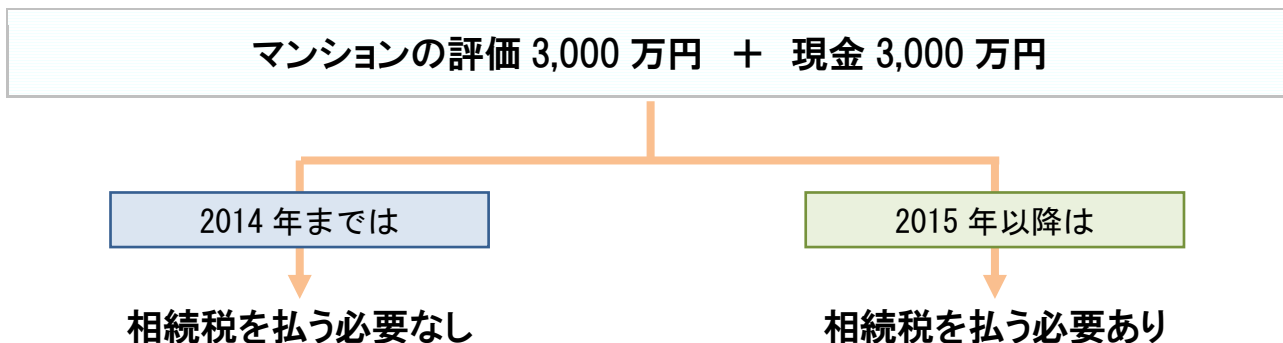 マンションの評価 3,000 万円 ＋ 現金 3,000 万円
2014 年までは
2015 年以降は
相続税を払う必要なし
相続税を払う必要あり